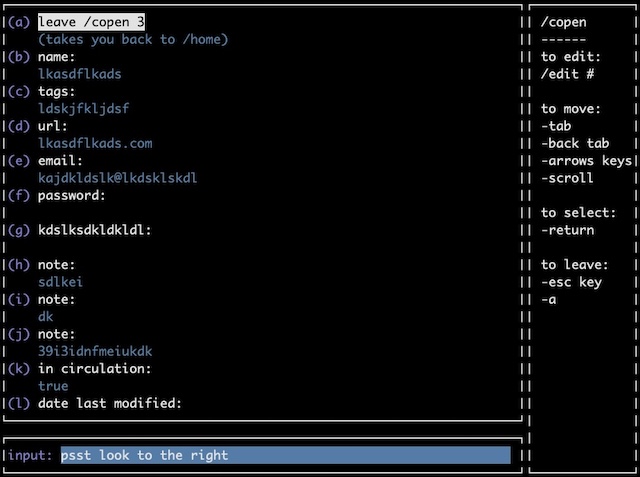 (a) leave /copen 3
(takes you back to /home)
(b) name:
lkasdflkads
(c) tags:
ldskjfkljdsf
(d) url:
lkasdflkads.com
(e) email:
kajdkldslk@lkdsklskdl
(f) password:
(g) kdslksdkldkldl:
(h) note:
sdlkei
(i) note:
dk
(j) note:
39i3idnfmeiukdk
(k) in circulation:
true
(l) date last modified:
input: psst look to the right
/copen
------
to edit:
/edit #
to move:
-tab
-back tab
-arrows keys
-scroll
to select:
-return
to leave:
-esc key
-a